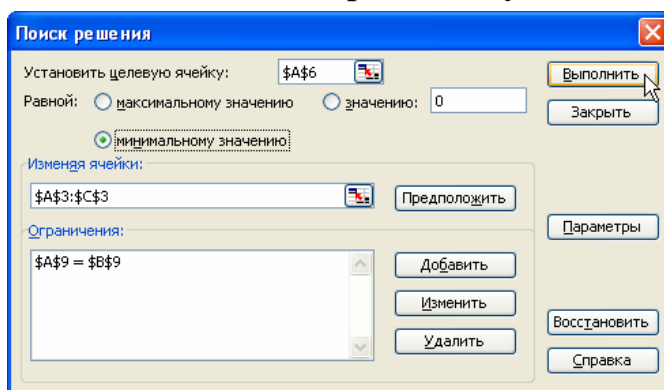 Поиск решения
Установить целевую ячейку: $A$6 Выполнить
Равной: максимальному значению значению: 0 Закрыть
минимальному значению
Изменяя ячейки:
$A$3:$C$3 Предположить
Ограничения: Параметры
$A$9 = $B$9 Добавить
Изменить
Удалить Восстановить
Справка